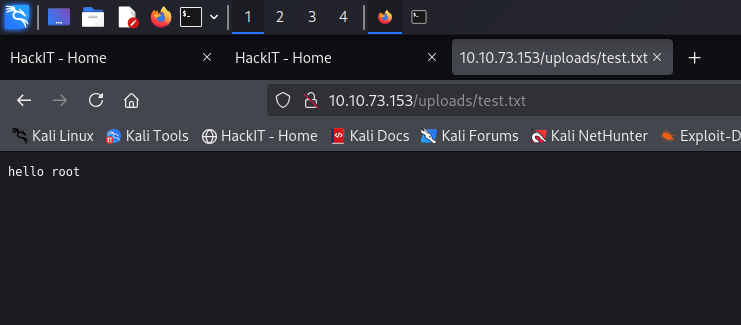 1 2 3 4
HackIT - Home HackIT - Home 10.10.73.153/uploads/test.txt
10.10.73.153/uploads/test.txt
Kali Linux Kali Tools HackIT - Home Kali Docs Kali Forums Kali NetHunter Exploit-D
hello root